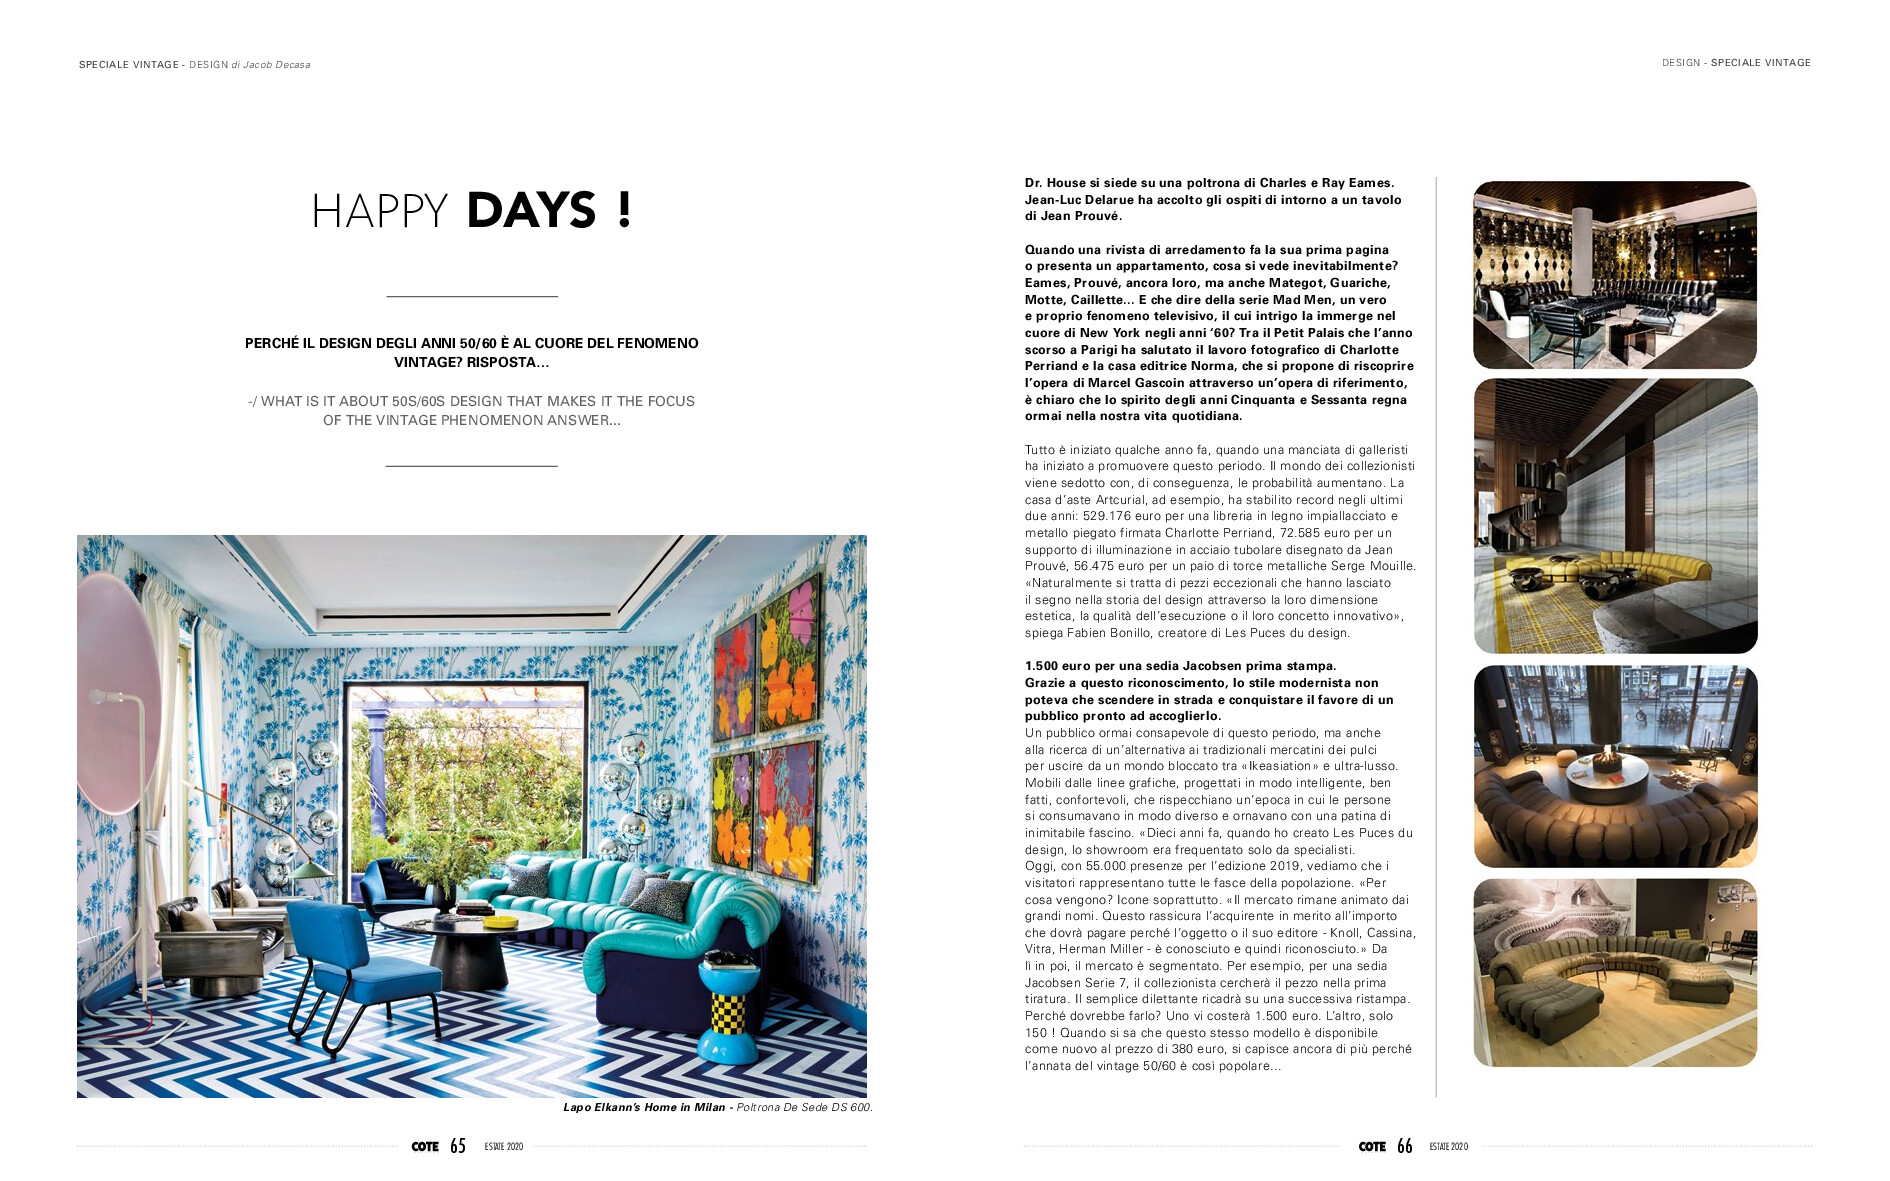 SPECIALE VINTAGE - DESIGN di Jacob Decasa
HAPPY DAYS !
PERCHÉ IL DESIGN DEGLI ANNI 50/60 È AL CUORE DEL FENOMENO
VINTAGE? RISPOSTA...
-/ WHAT IS IT ABOUT 50S/60S DESIGN THAT MAKES IT THE FOCUS
OF THE VINTAGE PHENOMENON ANSWER...
Lapo Elkann's Home in Milan - Poltrona De Sede DS 600.
COTE 65 ESTATE 2020
DESIGN - SPECIALE VINTAGE
Dr. House si siede su una poltrona di Charles e Ray Eames.
Jean-Luc Delarue ha accolto gli ospiti di intorno a un tavolo
di Jean Prouvé.
Quando una rivista di arredamento fa la sua prima pagina
o presenta un appartamento, cosa si vede inevitabilmente?
Eames, Prouvé, ancora loro, ma anche Mategot, Guariche,
Motte, Caillette... E che dire della serie Mad Men, un vero
e proprio fenomeno televisivo, il cui intrigo la immerge nel
cuore di New York negli anni '60? Tra il Petit Palais che l'anno
scorso a Parigi ha salutato il lavoro fotografico di Charlotte
Perriand e la casa editrice Norma, che si propone di riscoprire
l'opera di Marcel Gascoin attraverso un'opera di riferimento,
è chiaro che lo spirito degli anni Cinquanta e Sessanta regna
ormai nella nostra vita quotidiana.
Tutto è iniziato qualche anno fa, quando una manciata di galleristi
ha iniziato a promuovere questo periodo. Il mondo dei collezionisti
viene sedotto con, di conseguenza, le probabilità aumentano. La
casa d'aste Artcurial, ad esempio, ha stabilito record negli ultimi
due anni: 529.176 euro per una libreria in legno impiallacciato e
metallo piegato firmata Charlotte Perriand, 72.585 euro per un
supporto di illuminazione in acciaio tubolare disegnato da Jean
Prouvé, 56.475 euro per un paio di torce metalliche Serge Mouille.
«Naturalmente si tratta di pezzi eccezionali che hanno lasciato
il segno nella storia del design attraverso la loro dimensione
estetica, la qualità dell'esecuzione o il loro concetto innovativo»,
spiega Fabien Bonillo, creatore di Les Puces du design.
1.500 euro per una sedia Jacobsen prima stampa.
Grazie a questo riconoscimento, lo stile modernista non
poteva che scendere in strada e conquistare il favore di un
pubblico pronto ad accoglierlo.
Un pubblico ormai consapevole di questo periodo, ma anche
alla ricerca di un'alternativa ai tradizionali mercatini dei pulci
per uscire da un mondo bloccato tra «Ikeasiation» e ultra-lusso.
Mobili dalle linee grafiche, progettati in modo intelligente, ben
fatti, confortevoli, che rispecchiano un'epoca in cui le persone
si consumavano in modo diverso e ornavano con una patina di
inimitabile fascino. «Dieci anni fa, quando ho creato Les Puces du
design, lo showroom era frequentato solo da specialisti.
Oggi, con 55.000 presenze per l'edizione 2019, vediamo che i
visitatori rappresentano tutte le fasce della popolazione. «Per
cosa vengono? Icone soprattutto. «Il mercato rimane animato dai
grandi nomi. Questo rassicura l'acquirente in merito all'importo
che dovrà pagare perché l'oggetto o il suo editore - Knoll, Cassina,
Vitra, Herman Miller - è conosciuto e quindi riconosciuto.» Da
lì in poi, il mercato è segmentato. Per esempio, per una sedia
Jacobsen Serie 7, il collezionista cercherà il pezzo nella prima
tiratura. Il semplice dilettante ricadrà su una successiva ristampa.
Perché dovrebbe farlo? Uno vi costerà 1.500 euro. L'altro, solo
150 ! Quando si sa che questo stesso modello è disponibile
come nuovo al prezzo di 380 euro, si capisce ancora di più perché
l'annata del vintage 50/60 è così popolare...
COTE 66 ESTATE 2020